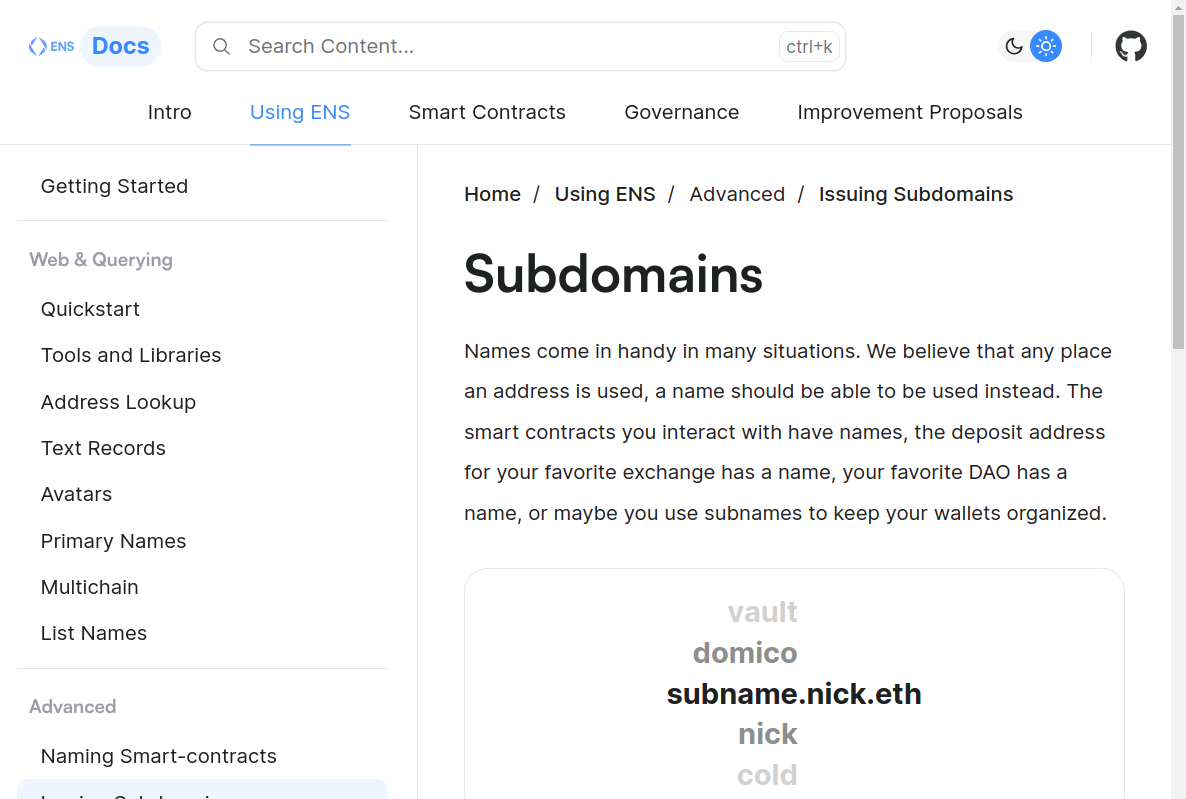 ENS Docs
Search Content...
ctrl+k
Intro
Using ENS
Smart Contracts
Governance
Improvement Proposals
Getting Started
Web & Querying
Quickstart
Tools and Libraries
Address Lookup
Text Records
Avatars
Primary Names
Multichain
List Names
Advanced
Naming Smart-contracts
Home / Using ENS / Advanced / Issuing Subdomains
Subdomains
Names come in handy in many situations. We believe that any place
an address is used, a name should be able to be used instead. The
smart contracts you interact with have names, the deposit address
for your favorite exchange has a name, your favorite DAO has a
name, or maybe you use subnames to keep your wallets organized.
vault
domico
subname.nick.eth
nick
cold